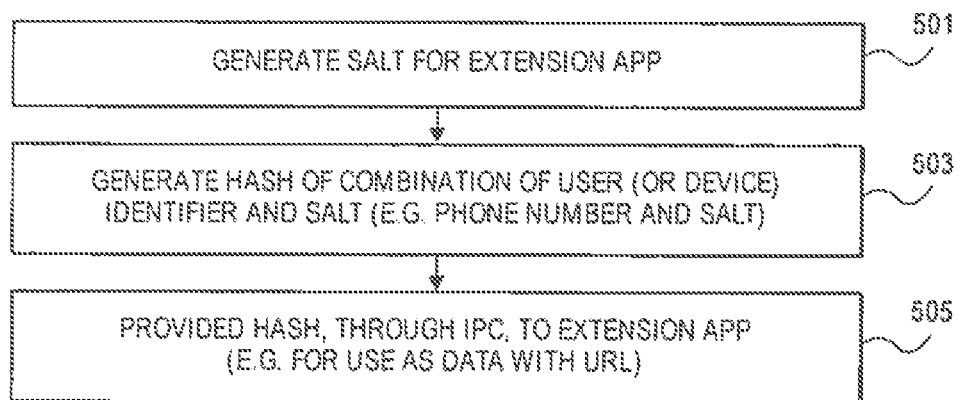 501
GENERATE SALT FOR EXTENSION APP
503
GENERATE HASH OF COMBINATION OF USER (OR DEVICE)
IDENTIFIER AND SALT (E.G. PHONE NUMBER AND SALT)
505
PROVIDED HASH, THROUGH IPC, TO EXTENSION APP
(E.G. FOR USE AS DATA WITH URL)